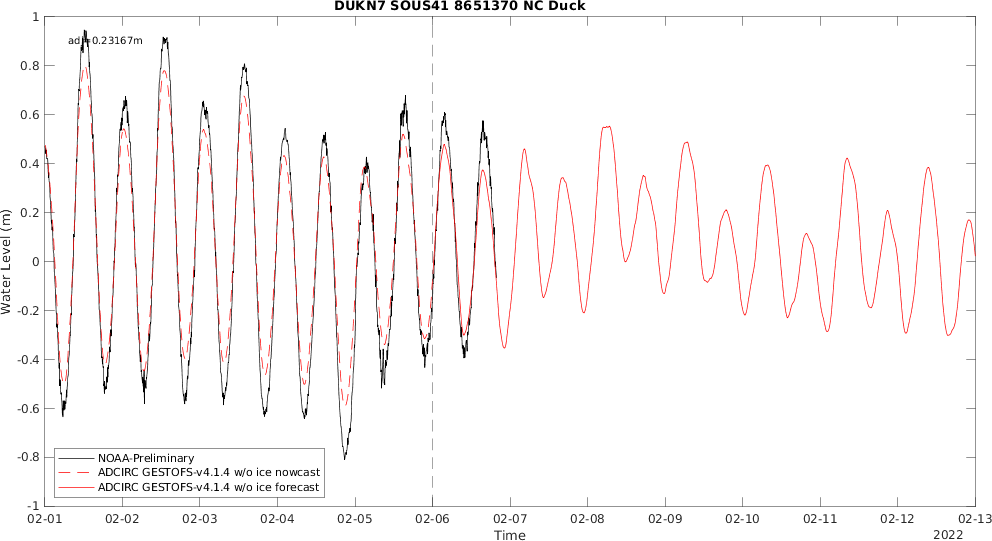 DUKN7 SOUS41 8651370 NC Duck
1
0.8
0.6
0.4
0.2
0
-0.2
-0.4
-0.6
-0.8
-1
Water Level (m)
=0.23167m
NOAA-Preliminary
ADCIRC GESTOFS-v4.1.4 w/o ice nowcast
ADCIRC GESTOFS-v4.1.4 w/o ice forecast
02-01 02-02 02-03 02-04 02-05 02-06 02-07 02-08 02-09 02-10 02-11 02-12 02-13
Time
2022